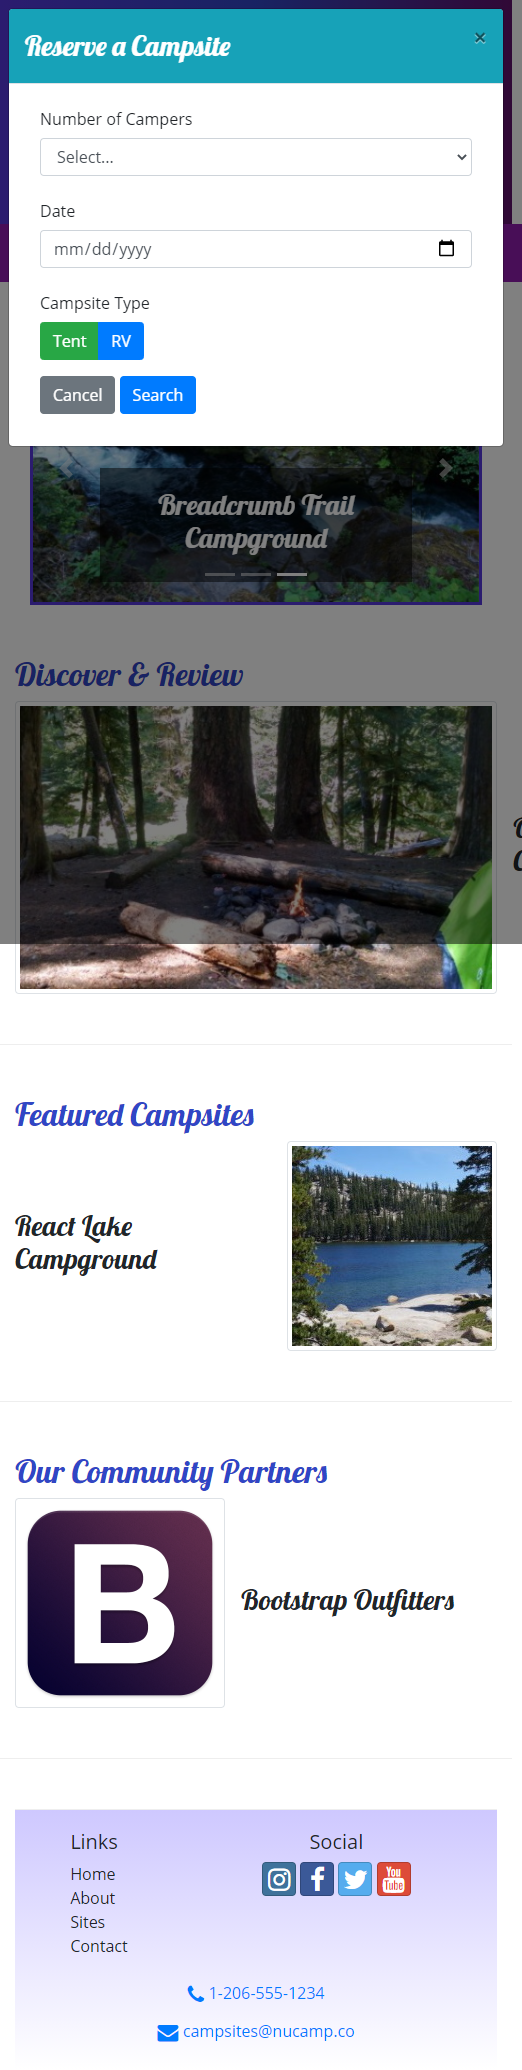 Reserve a Campsite
×
Number of Campers
Select...
Date
mm/dd/yyyy
Campsite Type
Tent RV
Cancel Search
Breadcrumb Trail
Campground
Discover & Review
Featured Campsites
React Lake
Campground
Our Community Partners
B
Bootstrap Outfitters
Links
Home
About
Sites
Contact
Social
You
Tube
1-206-555-1234
campsites@nucamp.co